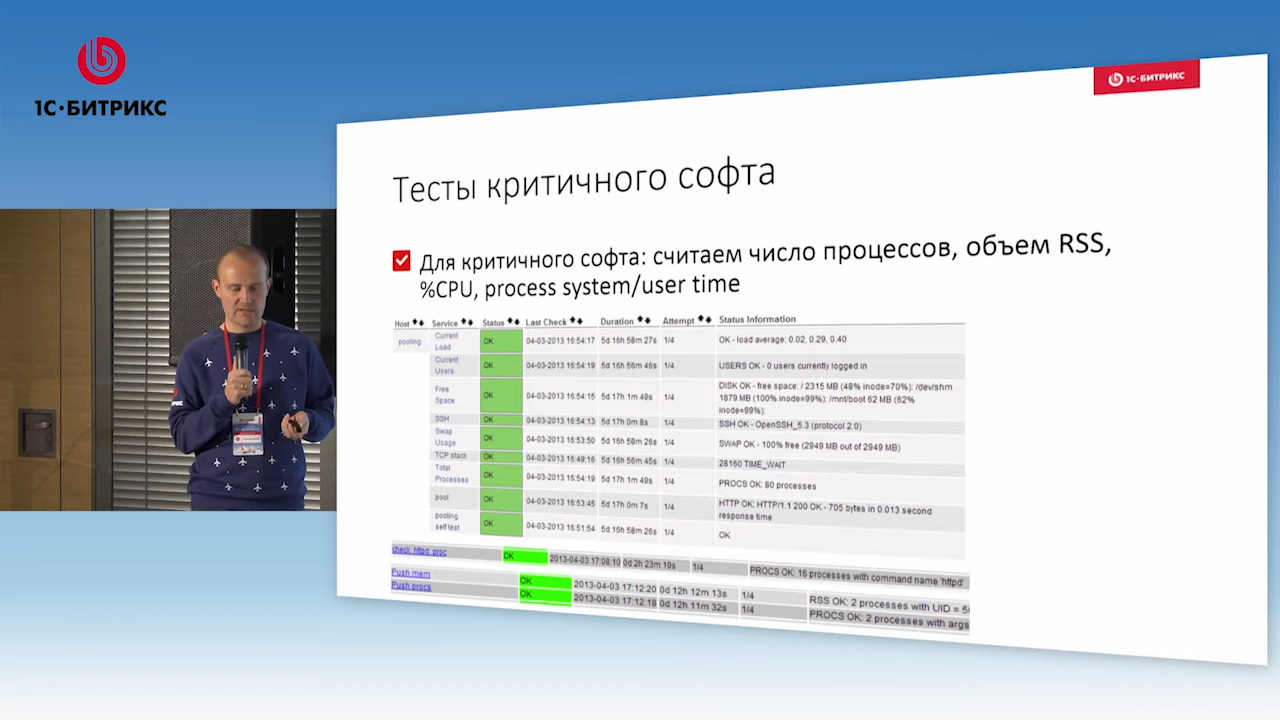 1С·БИТРИКС
1С·БИТРИКС
Тесты критичного софта
Для критичного софта: считаем число процессов, объем RSS,
%CPU, process system/user time
Host Service Status Last Check Duration Attempt Status Information
pooling Current Load OK 04-03-2013 16:54:17 5d 16h 58m 27s 1/4 OK - load average: 0.02, 0.29, 0.40
Current Users OK 04-03-2013 16:54:19 5d 16h 56m 46s 1/4 USERS OK - 0 users currently logged in
Free Space OK 04-03-2013 16:54:15 5d 17h 1m 49s 1/4 DISK OK - free space: / 2315 MB (48% inode=70%): /dev/shm
1879 MB (100% inode=99%): /mnt/boot 62 MB (62%
inode=99%):
SSH OK 04-03-2013 16:54:13 5d 17h 0m 8s 1/4 SSH OK - OpenSSH_5.3 (protocol 2.0)
Swap Usage OK 04-03-2013 16:53:50 5d 16h 58m 26s 1/4 SWAP OK - 100% free (2949 MB out of 2949 MB)
TCP stack OK 04-03-2013 16:49:16 5d 16h 56m 45s 1/4 28160 TIME_WAIT
Total Processes OK 04-03-2013 16:54:19 5d 17h 1m 49s 1/4 PROCS OK: 80 processes
pool OK 04-03-2013 16:53:45 5d 17h 0m 7s 1/4 HTTP OK: HTTP/1.1 200 OK - 705 bytes in 0.013 second
response time
pooling self test OK 04-03-2013 16:51:54 5d 16h 58m 26s 1/4 OK
check_httpd_proc OK 2013-04-03 17:08:10 0d 2h 23m 19s 1/4 PROCS OK: 16 processes with command name 'httpd'
Push mem OK 2013-04-03 17:12:20 0d 12h 12m 13s 1/4 RSS OK: 2 processes with UID = 5
Push procs OK 2013-04-03 17:12:18 0d 12h 11m 32s 1/4 PROCS OK: 2 processes with args